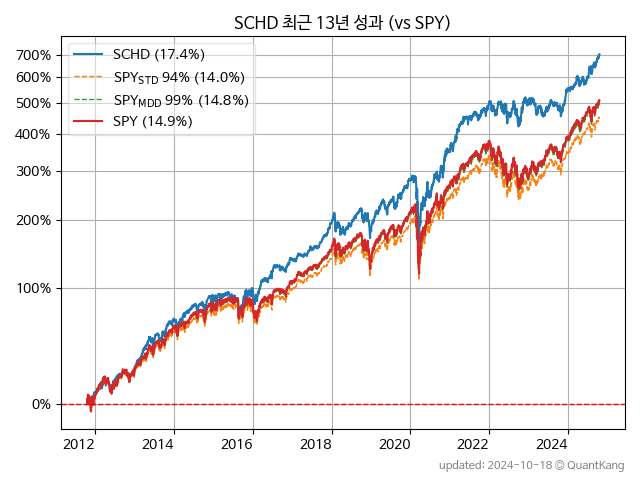 SCHD 최근 13년 성과 (vs SPY)
SCHD (17.4%)
SPY_STD 94% (14.0%)
SPY_MDD 99% (14.8%)
SPY (14.9%)
700%
600%
500%
400%
300%
200%
100%
0%
2012 2014 2016 2018 2020 2022 2024
updated: 2024-10-18 © QuantKang